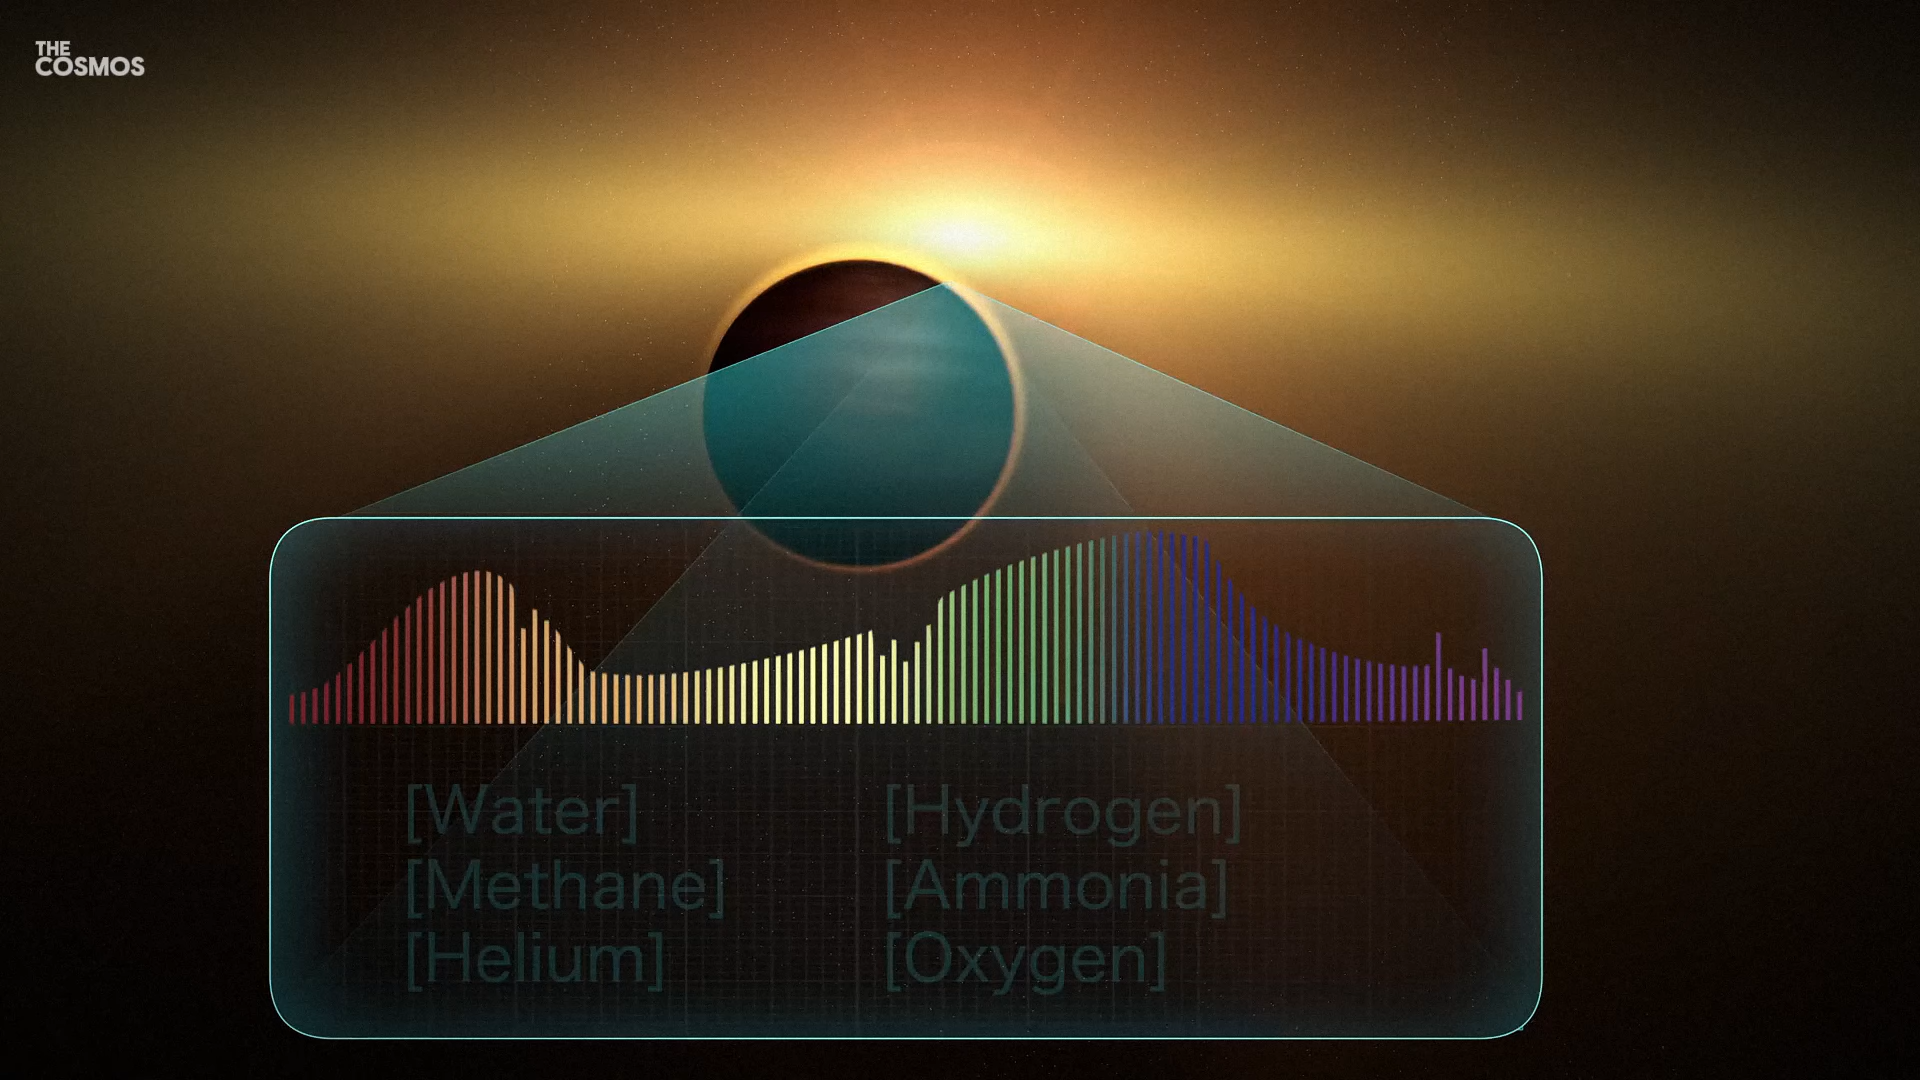 THE
COSMOS
[Water] [Hydrogen]
[Methane] [Ammonia]
[Helium] [Oxygen]